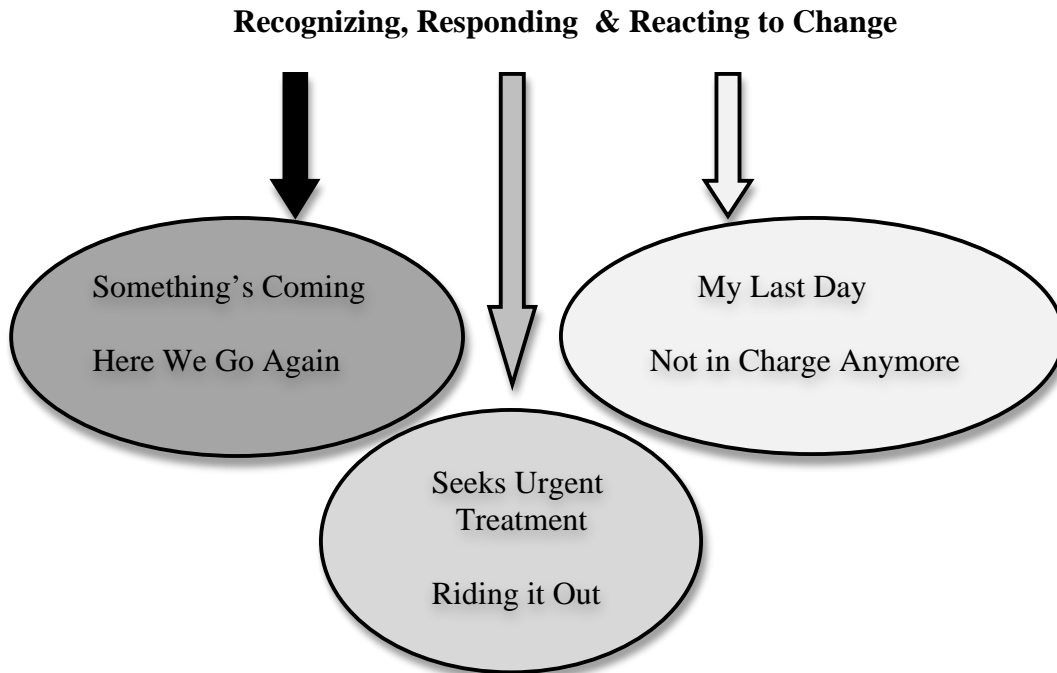 Recognizing, Responding & Reacting to Change
Something’s Coming
Here We Go Again
My Last Day
Not in Charge Anymore
Seeks Urgent
Treatment
Riding it Out